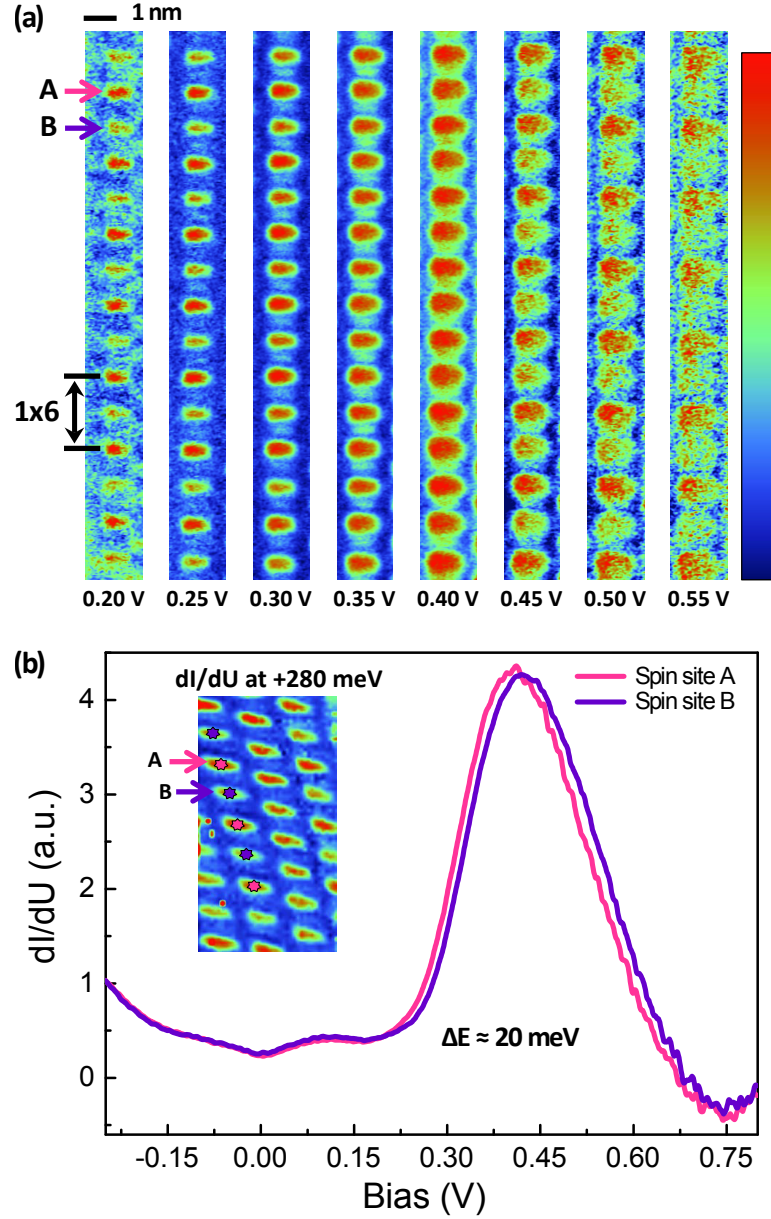 (a)
1 nm
A
B
1x6
0.20 V 0.25 V 0.30 V 0.35 V 0.40 V 0.45 V 0.50 V 0.55 V
(b)
dI/dU at +280 meV
Spin site A
Spin site B
A
B
ΔE ≈ 20 meV
4
3
2
1
0
dI/dU (a.u.)
-0.15 0.00 0.15 0.30 0.45 0.60 0.75
Bias (V)